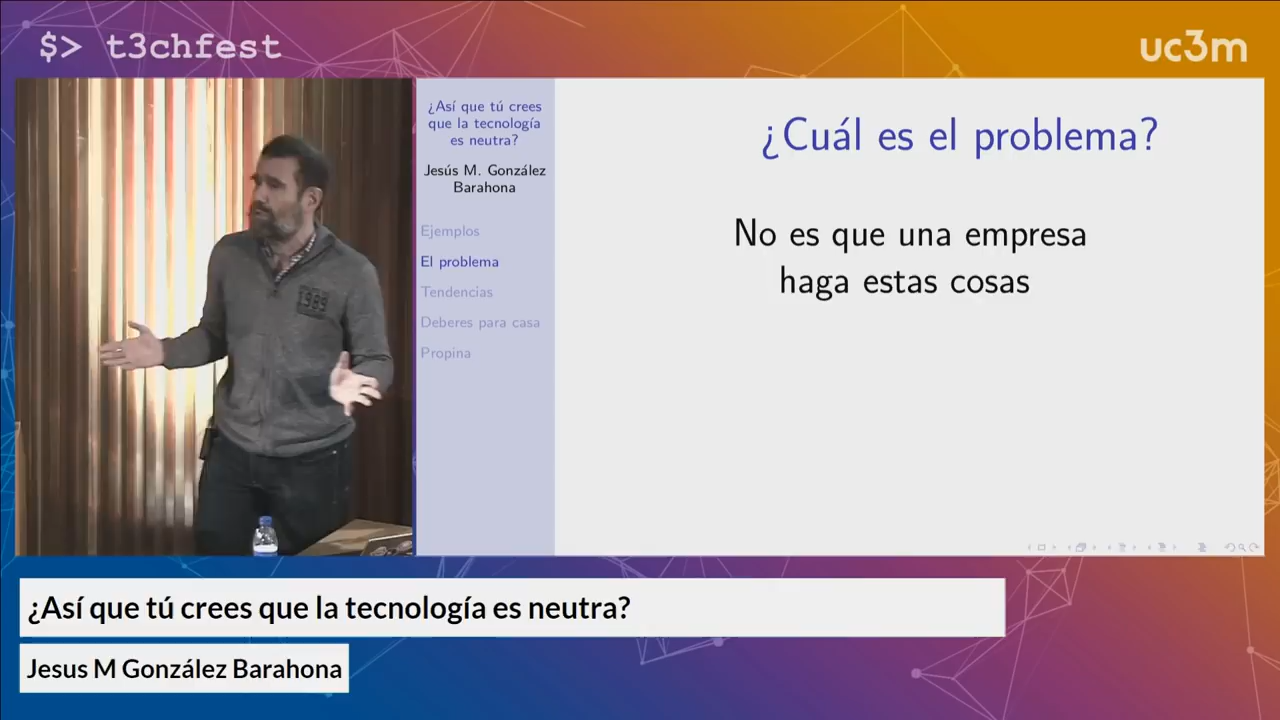 $> t3chfest
uc3m
1989
¿Así que tú crees
que la tecnología
es neutra?
Jesús M. González
Barahona
Ejemplos
El problema
Tendencias
Deberes para casa
Propina
¿Cuál es el problema?
No es que una empresa
haga estas cosas
¿Así que tú crees que la tecnología es neutra?
Jesus M González Barahona